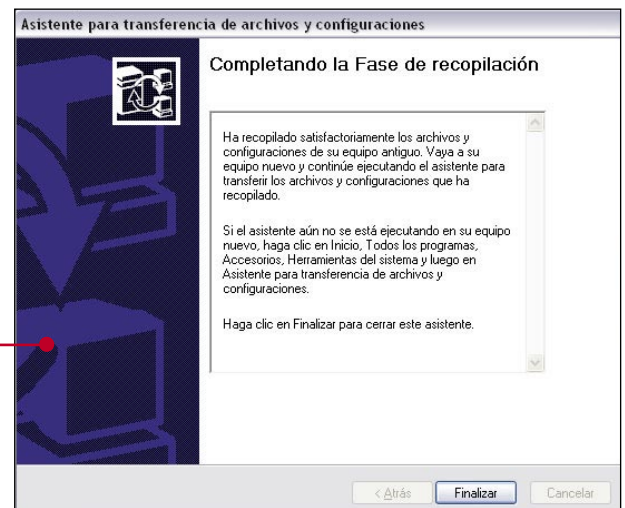 Asistente para transferencia de archivos y configuraciones
Completando la Fase de recopilación
Ha recopilado satisfactoriamente los archivos y
configuraciones de su equipo antiguo. Vaya a su
equipo nuevo y continúe ejecutando el asistente para
transferir los archivos y configuraciones que ha
recopilado.
Si el asistente aún no se está ejecutando en su equipo
nuevo, haga clic en Inicio, Todos los programas,
Accesorios, Herramientas del sistema y luego en
Asistente para transferencia de archivos y
configuraciones.
Haga clic en Finalizar para cerrar este asistente.
< Atrás Finalizar Cancelar